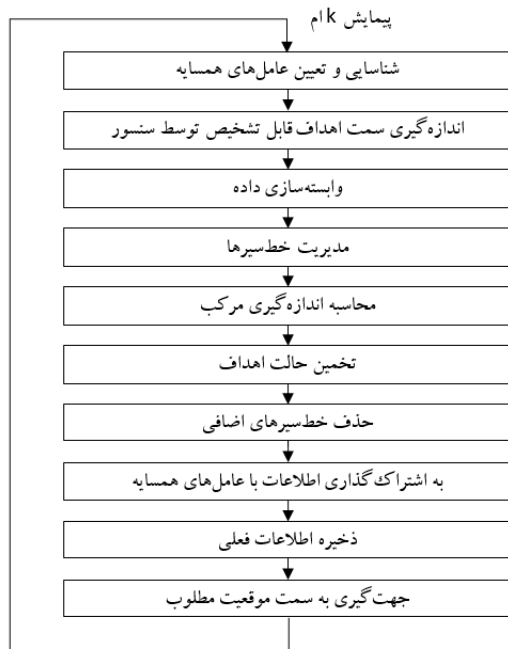 پیمایش k ام
شناسایی و تعیین عامل‌های همسایه
اندازه‌گیری سمت اهداف قابل تشخیص توسط سنسور
وابسته‌سازی داده
مدیریت خط‌سیرها
محاسبه اندازه‌گیری مرکب
تخمین حالت اهداف
حذف خط‌سیرهای اضافی
به اشتراک‌گذاری اطلاعات با عامل‌های همسایه
ذخیره اطلاعات فعلی
جهت‌گیری به سمت موقعیت مطلوب